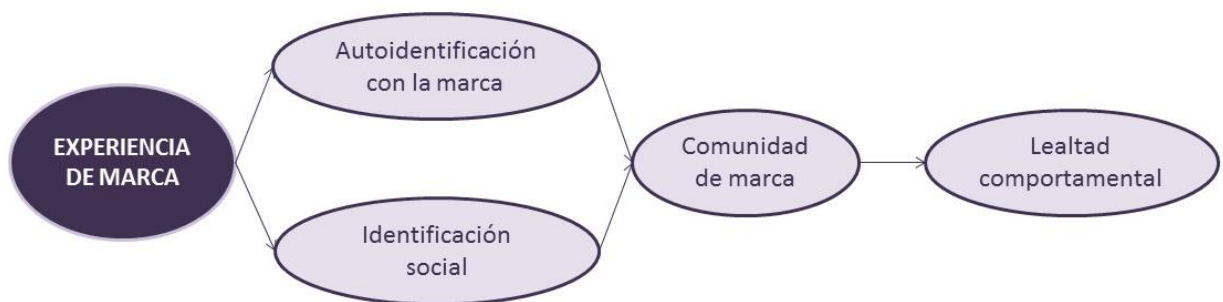 EXPERIENCIA
DE MARCA
Autoidentificación
con la marca
Identificación
social
Comunidad
de marca
Lealtad
comportamental